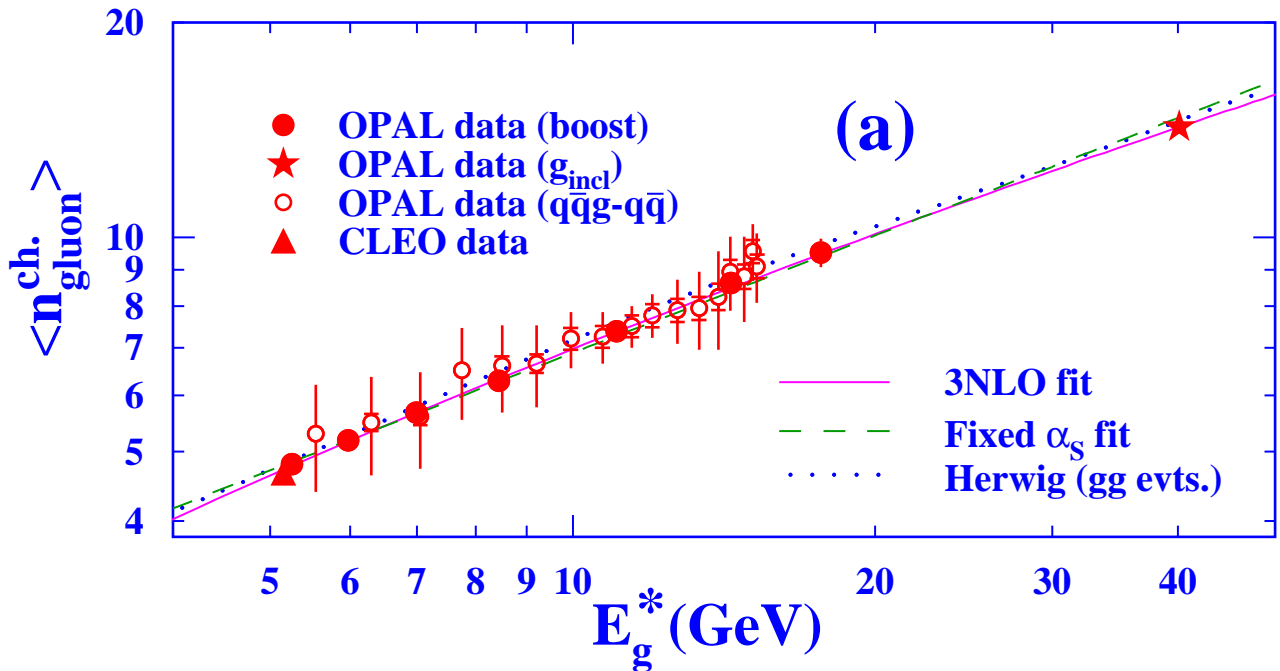 20
(a)
OPAL data (boost)
OPAL data (g_incl)
OPAL data (qq̄g-qq̄)
CLEO data
<n^ch._gluon>
10
9
8
7
6
5
4
3NLO fit
Fixed α_S fit
Herwig (gg evts.)
5 6 7 8 9 10 20 30 40
E_g^* (GeV)